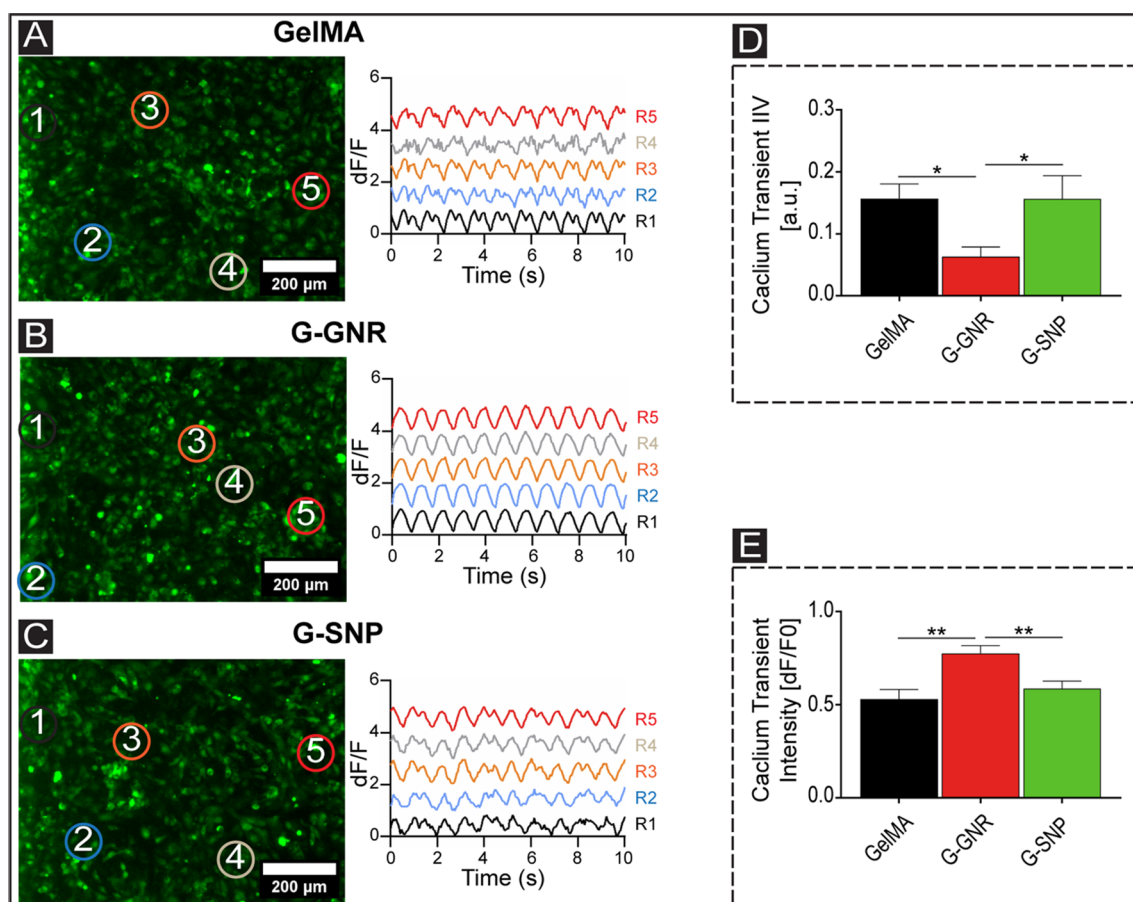 A
GelMA
1
3
5
2
4
200 µm
dF/F
6
4
2
0
R5
R4
R3
R2
R1
0 2 4 6 8 10
Time (s)
B
G-GNR
1
3
4
5
2
200 µm
dF/F
6
4
2
0
R5
R4
R3
R2
R1
0 2 4 6 8 10
Time (s)
C
G-SNP
1
3
5
2
4
200 µm
dF/F
6
4
2
0
R5
R4
R3
R2
R1
0 2 4 6 8 10
Time (s)
D
Caclium Transient IIV
[a.u.]
0.3
0.2
0.1
0.0
*
*
GelMA
G-GNR
G-SNP
E
Caclium Transient
Intensity [dF/F0]
1.0
0.5
0.0
**
**
GelMA
G-GNR
G-SNP